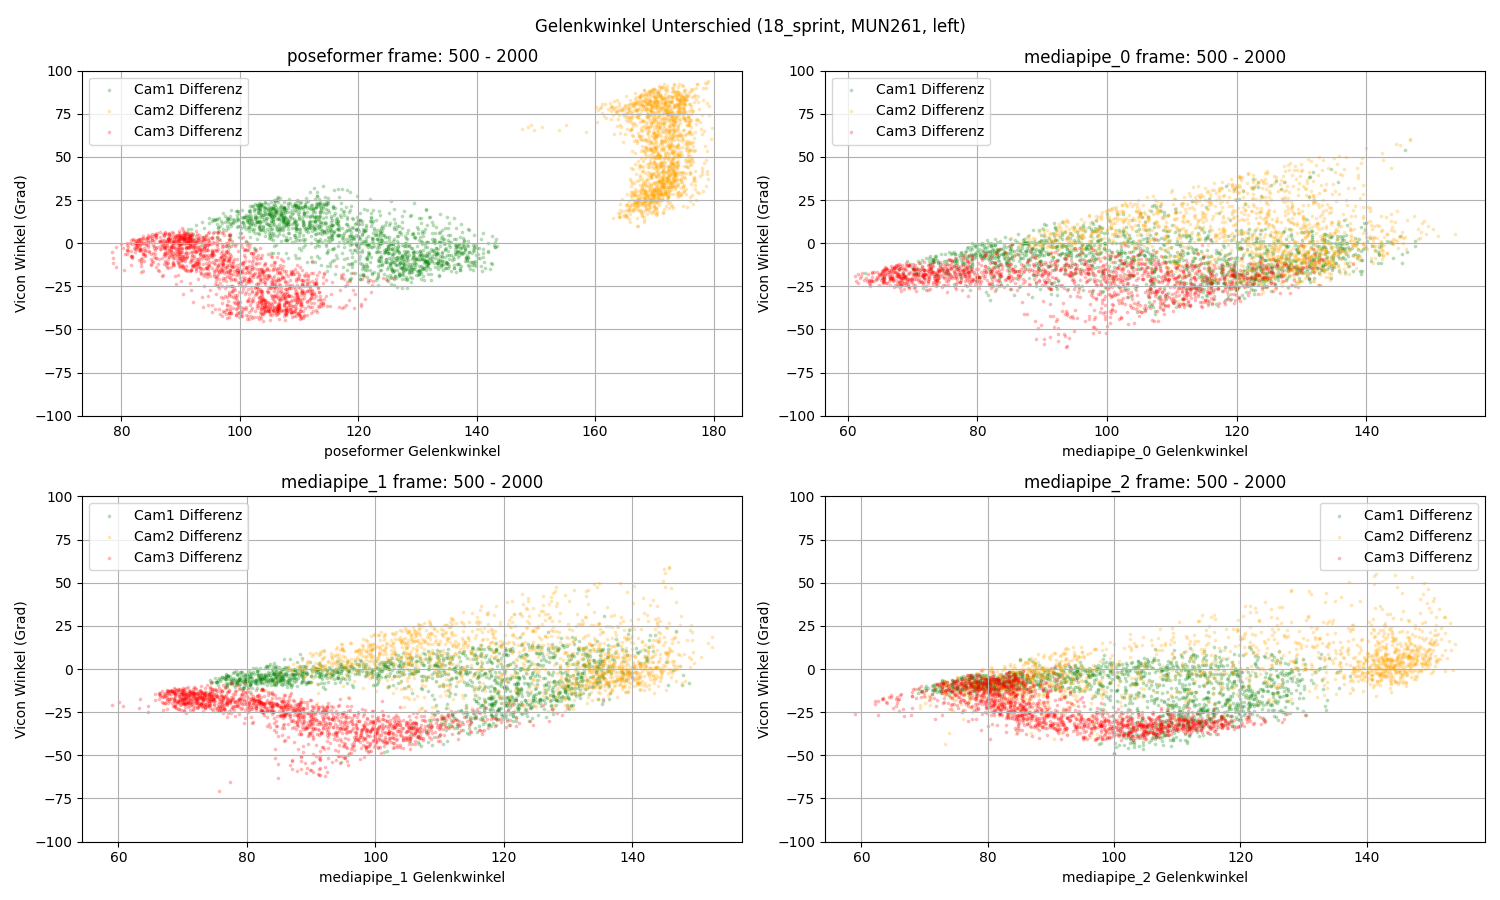 Gelenkwinkel Unterschied (18_sprint, MUN261, left)
poseformer frame: 500 - 2000
100
75
50
25
0
−25
−50
−75
−100
Vicon Winkel (Grad)
Cam1 Differenz
Cam2 Differenz
Cam3 Differenz
80 100 120 140 160 180
poseformer Gelenkwinkel
mediapipe_0 frame: 500 - 2000
100
75
50
25
0
−25
−50
−75
−100
Vicon Winkel (Grad)
Cam1 Differenz
Cam2 Differenz
Cam3 Differenz
60 80 100 120 140
mediapipe_0 Gelenkwinkel
mediapipe_1 frame: 500 - 2000
100
75
50
25
0
−25
−50
−75
−100
Vicon Winkel (Grad)
Cam1 Differenz
Cam2 Differenz
Cam3 Differenz
60 80 100 120 140
mediapipe_1 Gelenkwinkel
mediapipe_2 frame: 500 - 2000
100
75
50
25
0
−25
−50
−75
−100
Vicon Winkel (Grad)
Cam1 Differenz
Cam2 Differenz
Cam3 Differenz
60 80 100 120 140
mediapipe_2 Gelenkwinkel